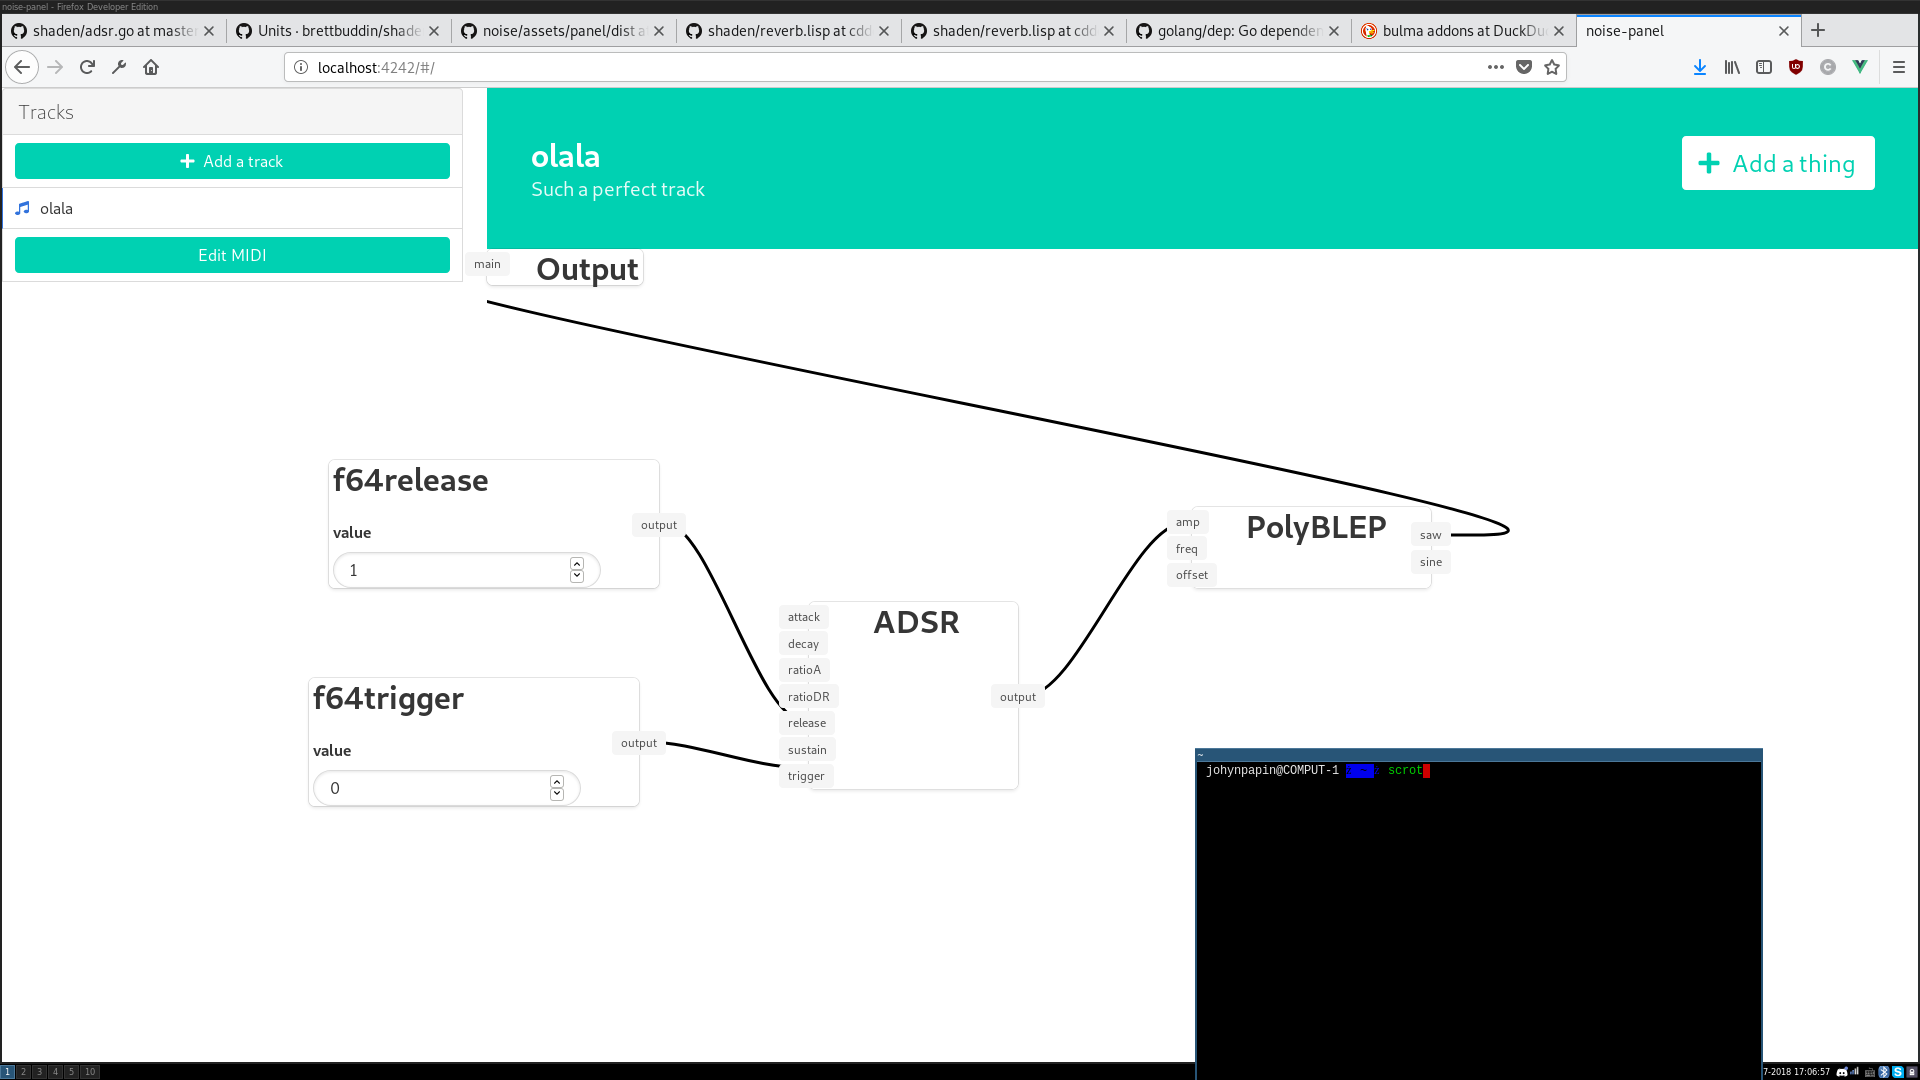 noise-panel - Firefox Developer Edition
shaden/adsr.go at maste
Units · brettbuddin/shade
noise/assets/panel/dist a
shaden/reverb.lisp at cdd
shaden/reverb.lisp at cdd
golang/dep: Go depende
bulma addons at DuckDu
noise-panel
localhost:4242/#/
Tracks
Add a track
olala
Edit MIDI
olala
Such a perfect track
Add a thing
main
Output
f64release
value
1
output
f64trigger
value
0
output
attack
decay
ratioA
ratioDR
release
sustain
trigger
ADSR
output
amp
freq
offset
PolyBLEP
saw
sine
~
johynpapin@COMPUT-1 scrot
1 2 3 4 5 10
7-2018 17:06:57